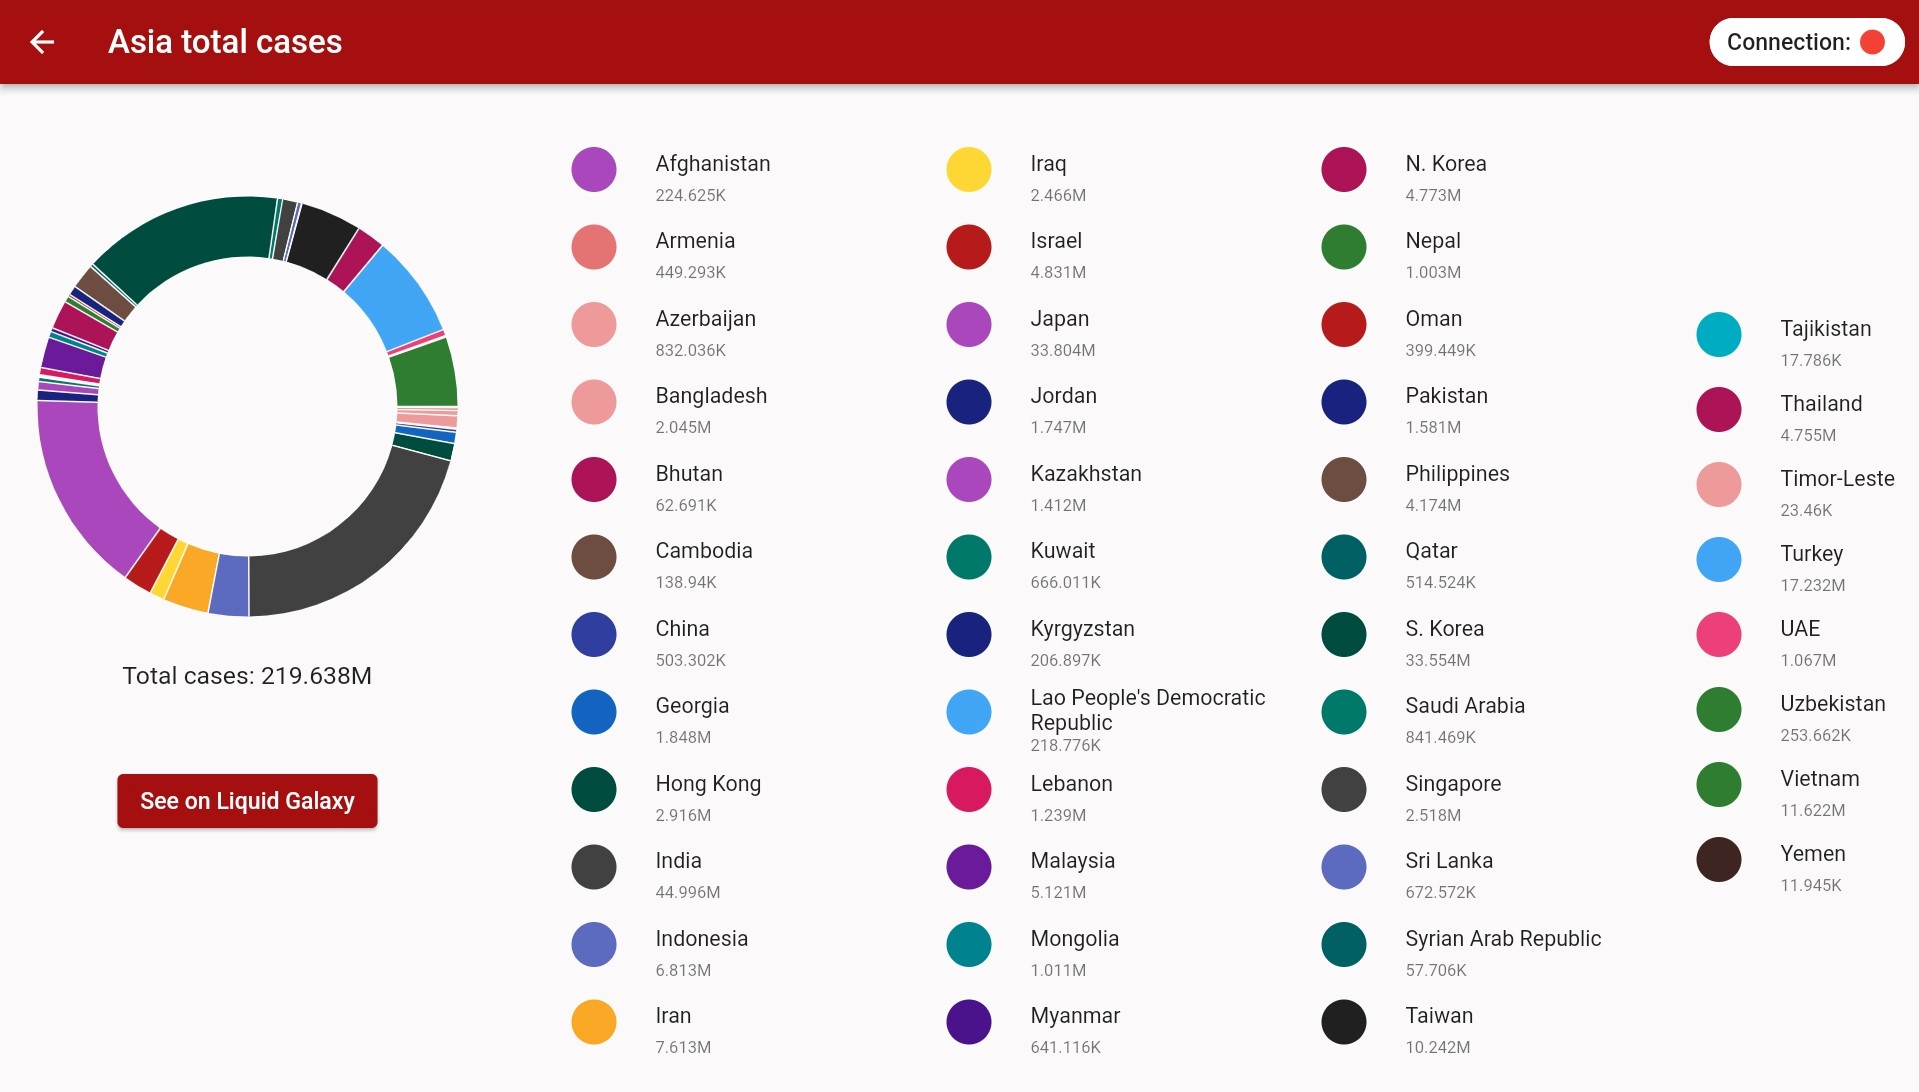 Asia total cases
Connection:
Total cases: 219.638M
See on Liquid Galaxy
Afghanistan
224.625K
Armenia
449.293K
Azerbaijan
832.036K
Bangladesh
2.045M
Bhutan
62.691K
Cambodia
138.94K
China
503.302K
Georgia
1.848M
Hong Kong
2.916M
India
44.996M
Indonesia
6.813M
Iran
7.613M
Iraq
2.466M
Israel
4.831M
Japan
33.804M
Jordan
1.747M
Kazakhstan
1.412M
Kuwait
666.011K
Kyrgyzstan
206.897K
Lao People's Democratic
Republic
218.776K
Lebanon
1.239M
Malaysia
5.121M
Mongolia
1.011M
Myanmar
641.116K
N. Korea
4.773M
Nepal
1.003M
Oman
399.449K
Pakistan
1.581M
Philippines
4.174M
Qatar
514.524K
S. Korea
33.554M
Saudi Arabia
841.469K
Singapore
2.518M
Sri Lanka
672.572K
Syrian Arab Republic
57.706K
Taiwan
10.242M
Tajikistan
17.786K
Thailand
4.755M
Timor-Leste
23.46K
Turkey
17.232M
UAE
1.067M
Uzbekistan
253.662K
Vietnam
11.622M
Yemen
11.945K